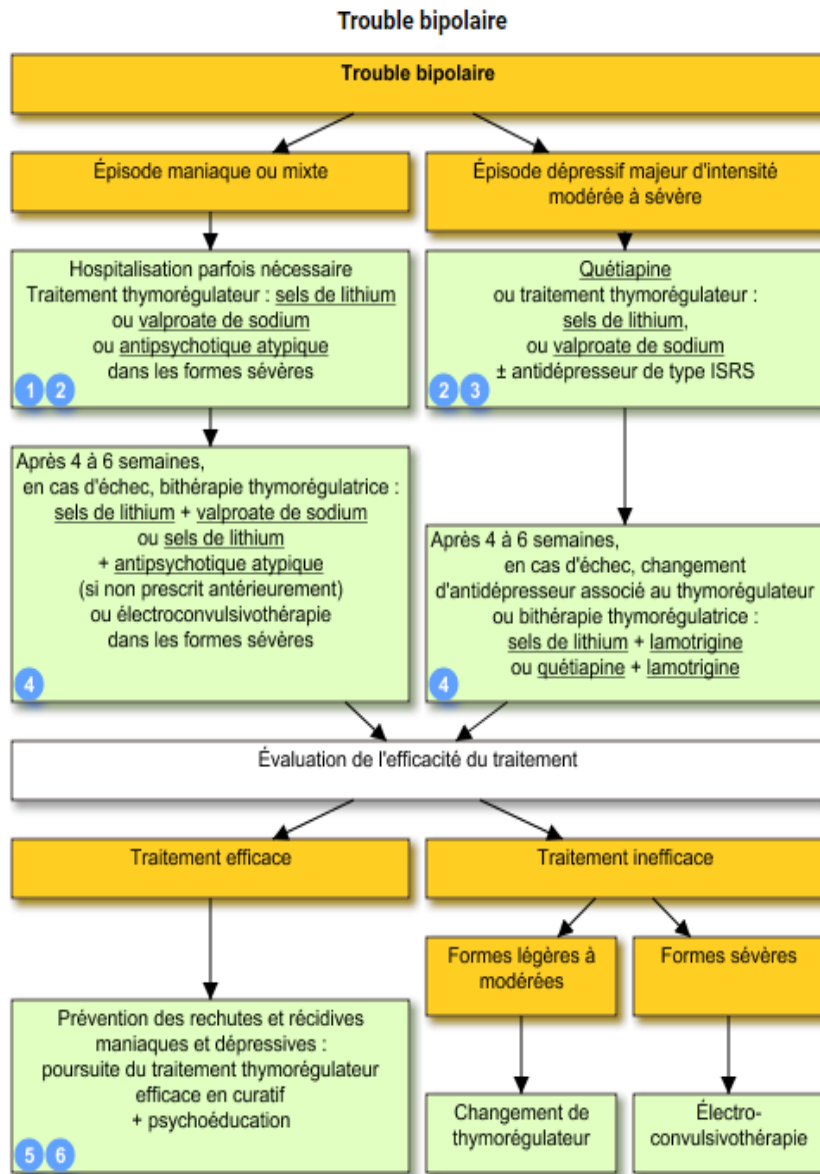 Trouble bipolaire
Trouble bipolaire
Épisode maniaque ou mixte
Épisode dépressif majeur d'intensité
modérée à sévère
Hospitalisation parfois nécessaire
Traitement thymorégulateur : sels de lithium
ou valproate de sodium
ou antipsychotique atypique
dans les formes sévères
1 2
Quétiapine
ou traitement thymorégulateur :
sels de lithium,
ou valproate de sodium
± antidépresseur de type ISRS
2 3
Après 4 à 6 semaines,
en cas d'échec, bithérapie thymorégulatrice :
sels de lithium + valproate de sodium
ou sels de lithium
+ antipsychotique atypique
(si non prescrit antérieurement)
ou électroconvulsivothérapie
dans les formes sévères
4
Après 4 à 6 semaines,
en cas d'échec, changement
d'antidépresseur associé au thymorégulateur
ou bithérapie thymorégulatrice :
sels de lithium + lamotrigine
ou quétiapine + lamotrigine
4
Évaluation de l'efficacité du traitement
Traitement efficace
Traitement inefficace
Formes légères à
modérées
Formes sévères
Prévention des rechutes et récidives
maniaques et dépressives :
poursuite du traitement thymorégulateur
efficace en curatif
+ psychoéducation
5 6
Changement de
thymorégulateur
Électro-
convulsivothérapie